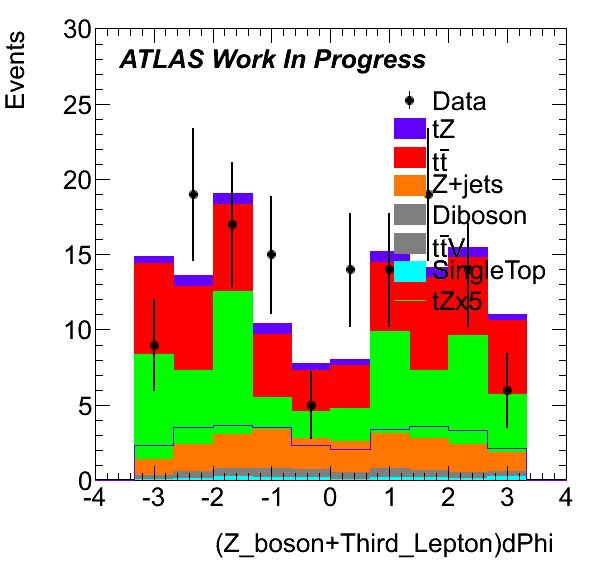 Events
30
25
20
15
10
5
0
ATLAS Work In Progress
Data
tZ
tt̄
Z+jets
Diboson
tt̄V
SingleTop
tZx5
-4 -3 -2 -1 0 1 2 3 4
(Z_boson+Third_Lepton)dPhi